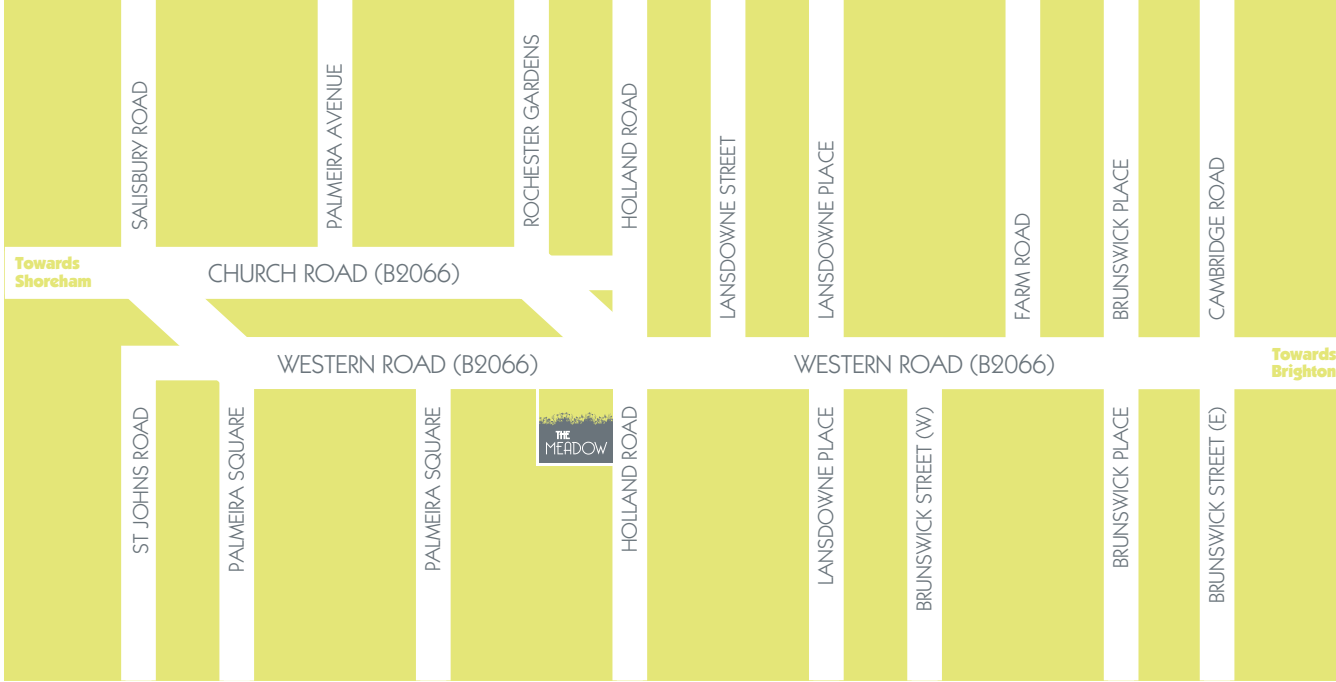 SALISBURY ROAD
PALMEIRA AVENUE
ROCHESTER GARDENS
HOLLAND ROAD
LANSDOWNE STREET
LANSDOWNE PLACE
FARM ROAD
BRUNSWICK PLACE
CAMBRIDGE ROAD
Towards
Shoreham
CHURCH ROAD (B2066)
WESTERN ROAD (B2066)
WESTERN ROAD (B2066)
Towards
Brighton
ST JOHNS ROAD
PALMEIRA SQUARE
PALMEIRA SQUARE
THE
MEADOW
HOLLAND ROAD
LANSDOWNE PLACE
BRUNSWICK STREET (W)
BRUNSWICK PLACE
BRUNSWICK STREET (E)